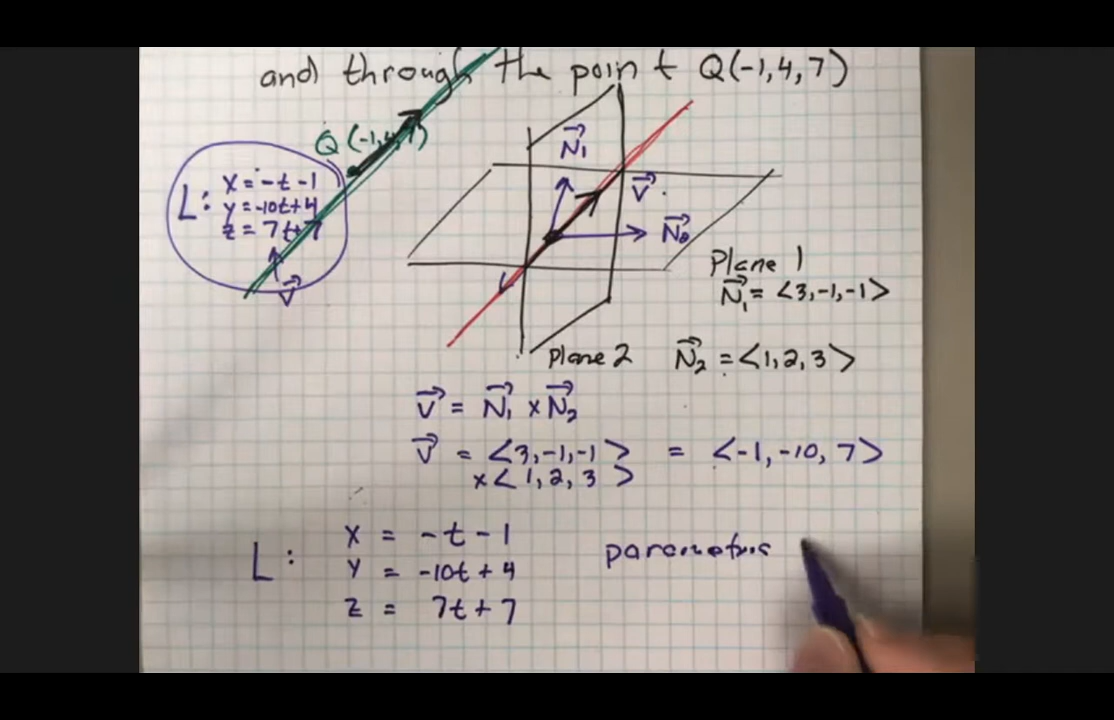 and through the point Q(-1,4,7)
Q(-1,4,7)
L: x = -t-1
y = -10t+4
z = 7t+7
V
N₁
V
N₂
Plane 1
N₁ = <3,-1,-1>
Plane 2 N₂ = <1,2,3>
V = N₁ × N₂
V = <3,-1,-1> = <-1,-10,7>
×<1,2,3>
L: x = -t-1
y = -10t+4
z = 7t+7
parametric